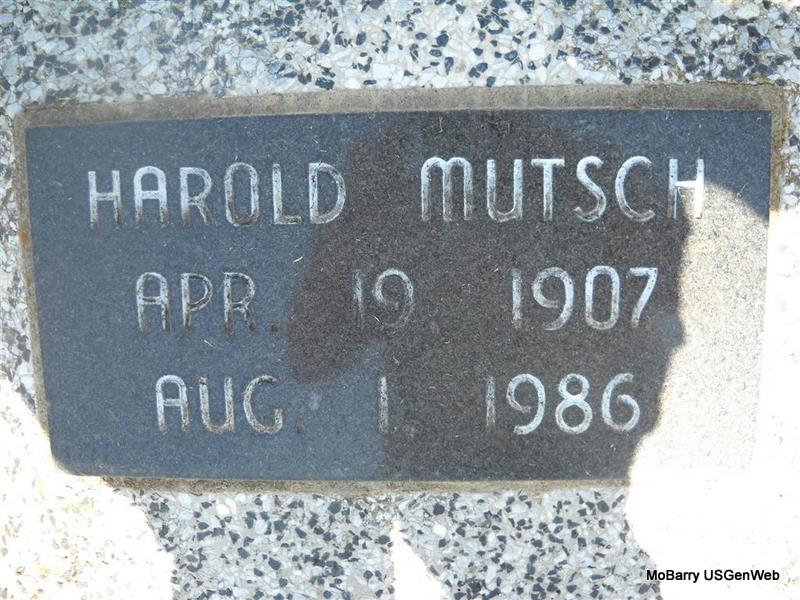 HAROLD MUTSCH
APR. 19, 1907
AUG. 1, 1986
MoBarry USGenWeb